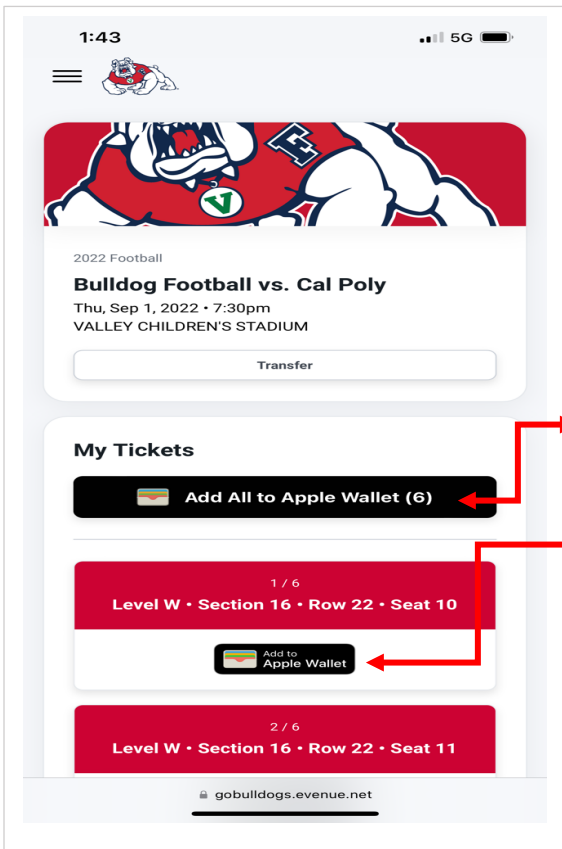 1:43
5G
F
V
2022 Football
Bulldog Football vs. Cal Poly
Thu, Sep 1, 2022 • 7:30pm
VALLEY CHILDREN'S STADIUM
Transfer
My Tickets
Add All to Apple Wallet (6)
1 / 6
Level W • Section 16 • Row 22 • Seat 10
Add to
Apple Wallet
2 / 6
Level W • Section 16 • Row 22 • Seat 11
gobulldogs.evenue.net